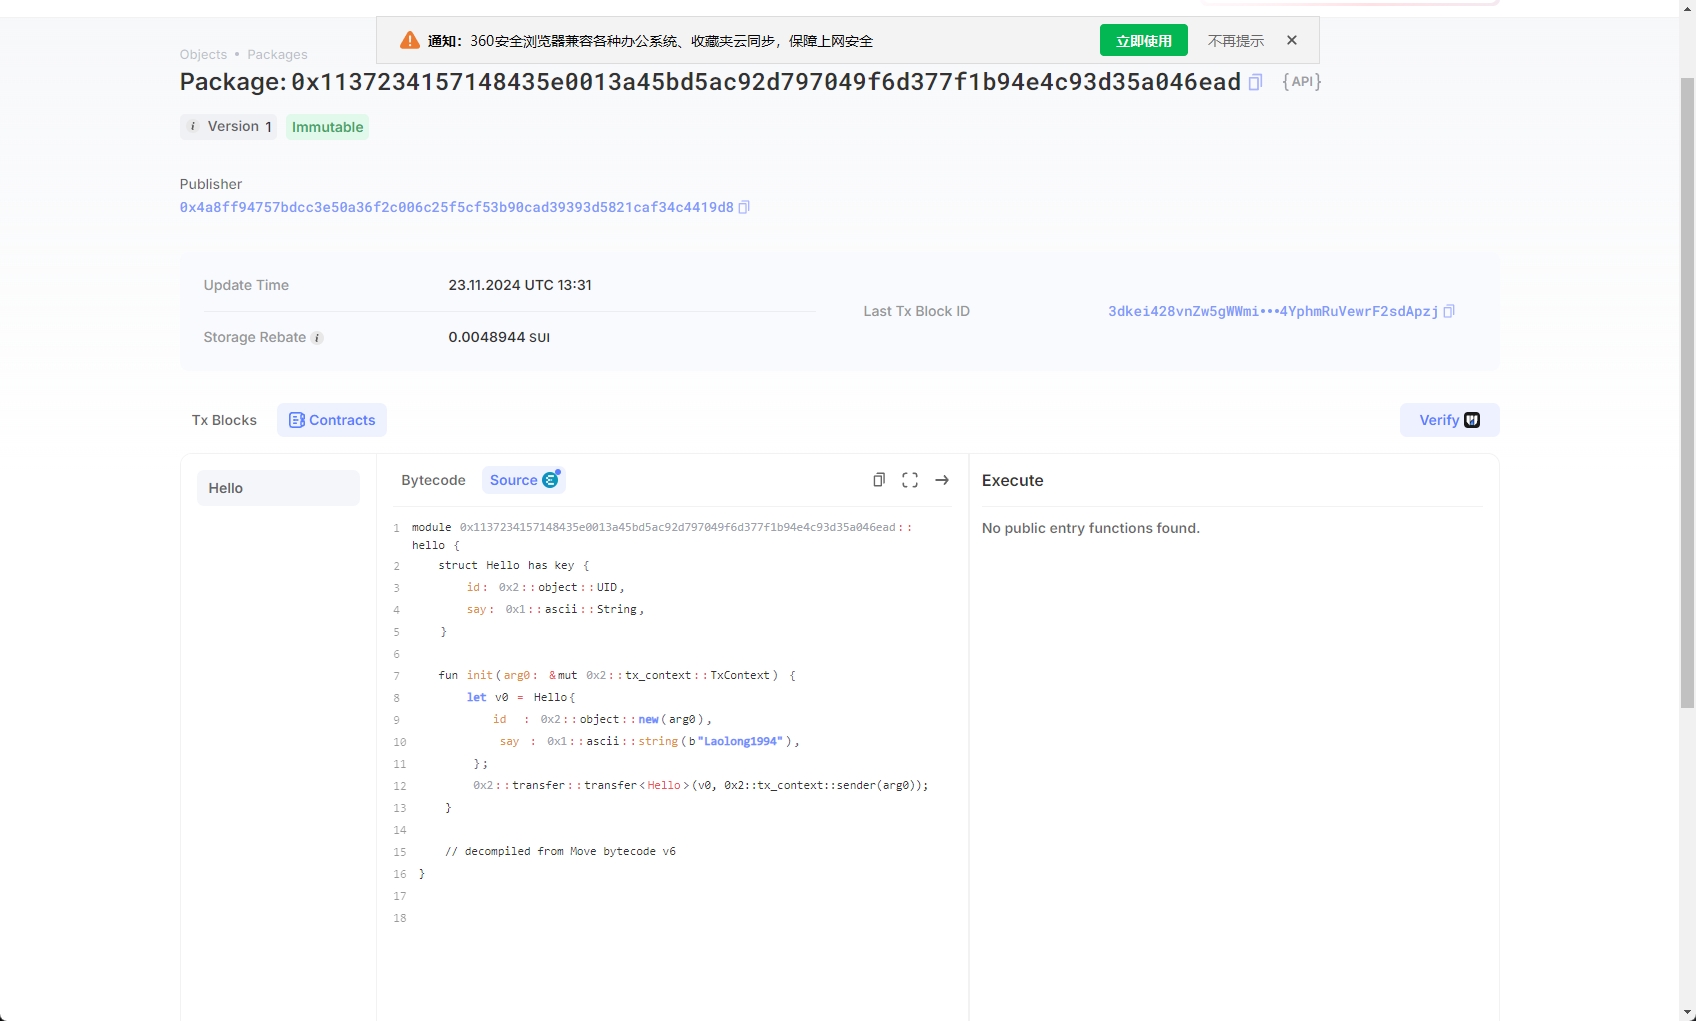 通知：360安全浏览器兼容各种办公系统、收藏夹云同步，保障上网安全 立即使用 不再提示
Objects • Packages
Package: 0x1137234157148435e0013a45bd5ac92d797049f6d377f1b94e4c93d35a046ead {API}
i Version 1 Immutable
Publisher
0x4a8ff94757bdcc3e50a36f2c006c25f5cf53b90cad39393d5821caf34c4419d8
Update Time 23.11.2024 UTC 13:31
Storage Rebate i 0.0048944 SUI
Last Tx Block ID 3dkei428vnZw5gWWmi•••4YphmRuVewrF2sdApzj
Tx Blocks Contracts Verify
Hello
Bytecode Source
1 module 0x1137234157148435e0013a45bd5ac92d797049f6d377f1b94e4c93d35a046ead::
hello {
2 struct Hello has key {
3 id: 0x2::object::UID,
4 say: 0x1::ascii::String,
5 }
6
7 fun init(arg0: &mut 0x2::tx_context::TxContext) {
8 let v0 = Hello{
9 id : 0x2::object::new(arg0),
10 say : 0x1::ascii::string(b"Laolong1994"),
11 };
12 0x2::transfer::transfer<Hello>(v0, 0x2::tx_context::sender(arg0));
13 }
14
15 // decompiled from Move bytecode v6
16 }
17
18
Execute
No public entry functions found.